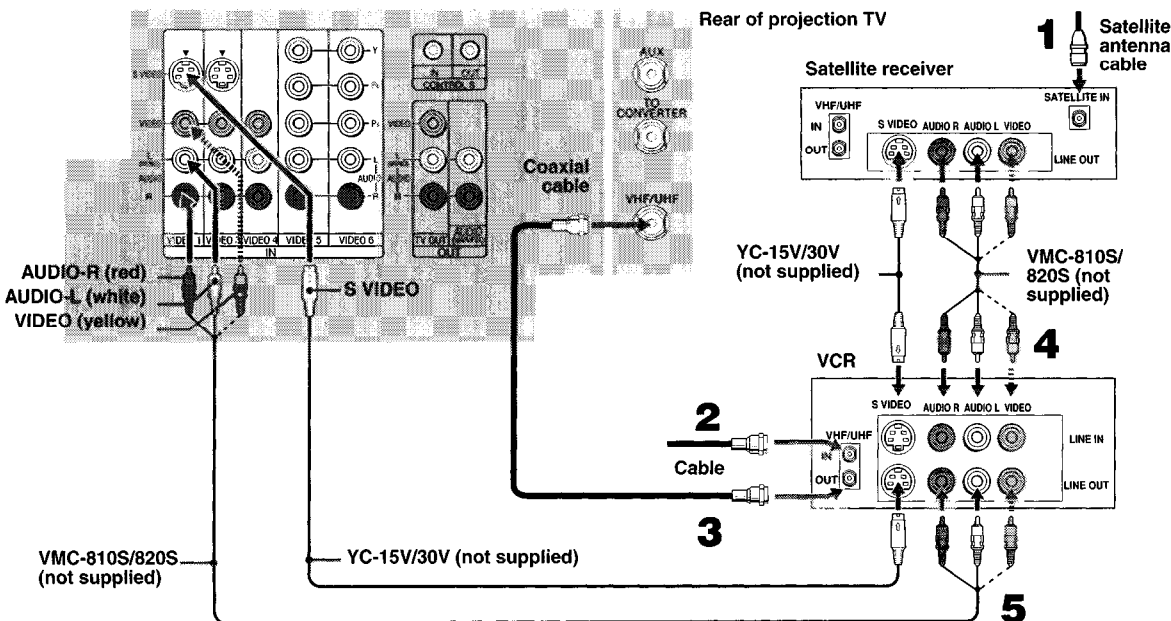 Rear of projection TV
1
Satellite antenna cable
Satellite receiver
SATELLITE IN
VHF/UHF
IN
OUT
S VIDEO AUDIO R AUDIO L VIDEO
LINE OUT
S VIDEO
VIDEO
L
AUDIO
R
Y
L
AUDIO
R
VIDEO 1 VIDEO 3 VIDEO 4 VIDEO 5 VIDEO 6
IN
IN OUT
CONTROL S
VIDEO
AUDIO
TV OUT
OUT
AUX
TO CONVERTER
VHF/UHF
Coaxial cable
AUDIO-R (red)
AUDIO-L (white)
VIDEO (yellow)
S VIDEO
YC-15V/30V (not supplied)
VMC-810S/820S (not supplied)
4
VCR
S VIDEO AUDIO R AUDIO L VIDEO
LINE IN
LINE OUT
VHF/UHF
IN
OUT
2
Cable
3
VMC-810S/820S (not supplied)
YC-15V/30V (not supplied)
5